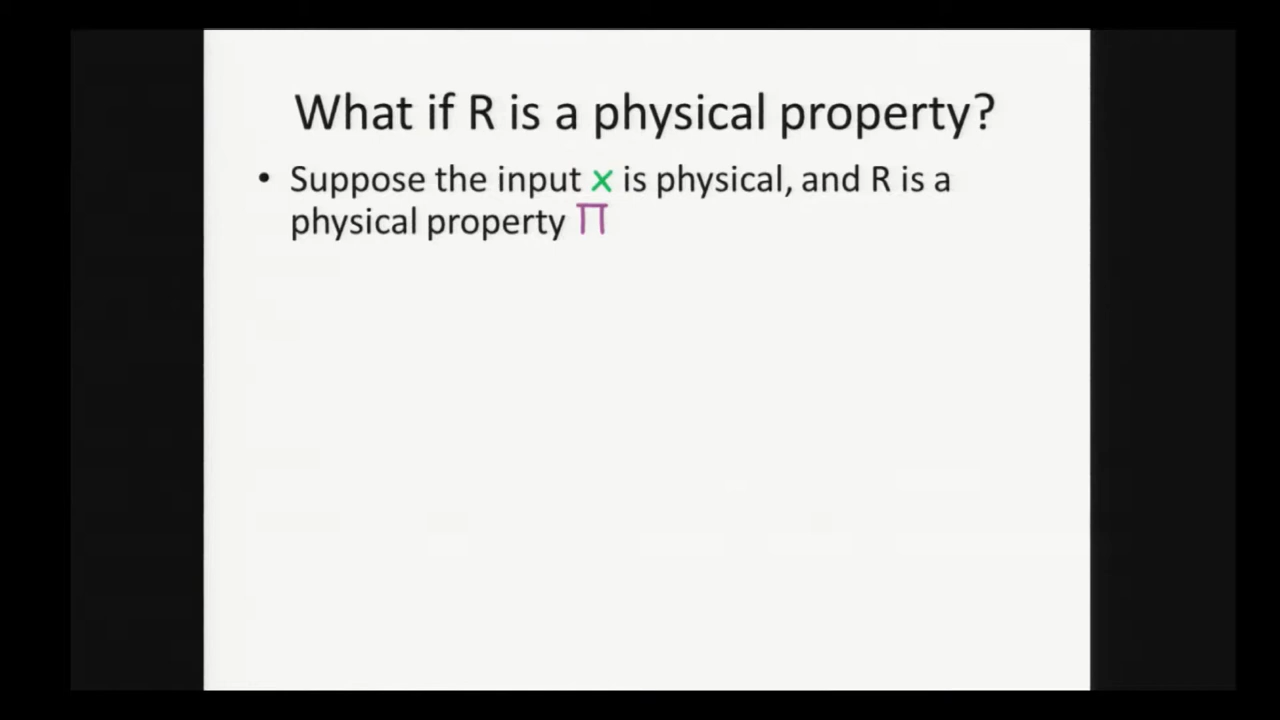 What if R is a physical property?
• Suppose the input x is physical, and R is a
physical property Π